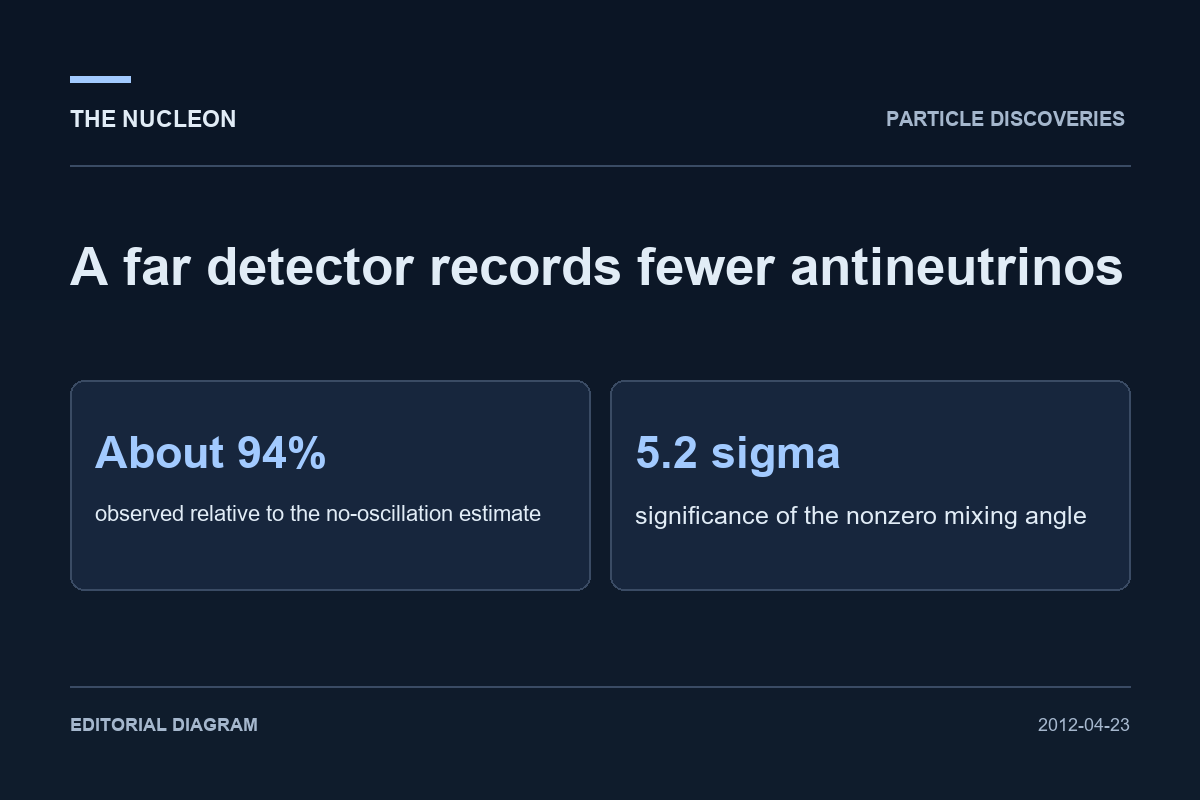 THE NUCLEON
PARTICLE DISCOVERIES
A far detector records fewer antineutrinos
About 94%
observed relative to the no-oscillation estimate
5.2 sigma
significance of the nonzero mixing angle
EDITORIAL DIAGRAM
2012-04-23